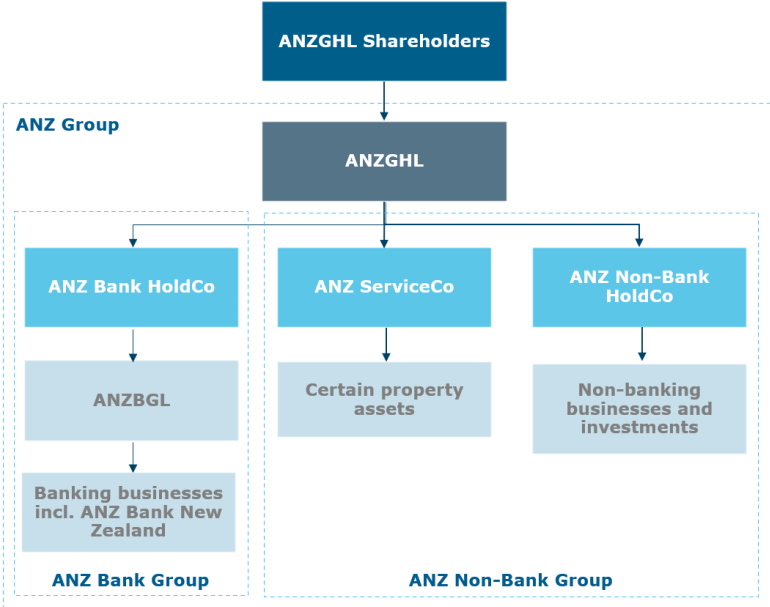 ANZGHL Shareholders
ANZ Group
ANZGHL
ANZ Bank HoldCo
ANZ ServiceCo
ANZ Non-Bank
HoldCo
ANZBGL
Certain property
assets
Non-banking
businesses and
investments
Banking businesses
incl. ANZ Bank New
Zealand
ANZ Bank Group
ANZ Non-Bank Group